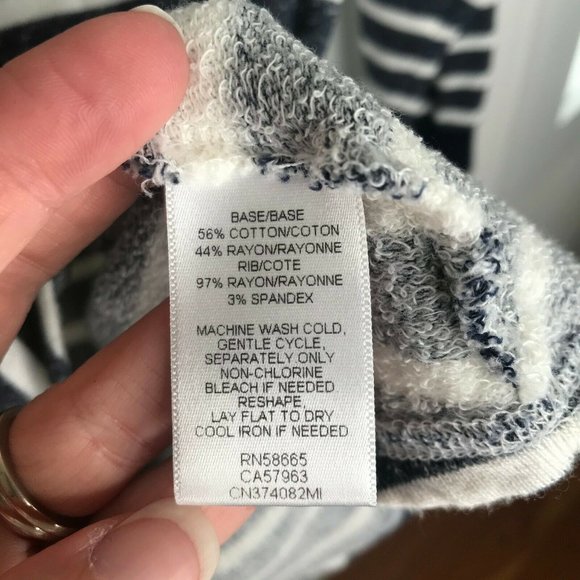 BASE/BASE
56% COTTON/COTON
44% RAYON/RAYONNE
RIB/COTE
97% RAYON/RAYONNE
3% SPANDEX
MACHINE WASH COLD,
GENTLE CYCLE,
SEPARATELY ONLY
NON-CHLORINE
BLEACH IF NEEDED
RESHAPE,
LAY FLAT TO DRY
COOL IRON IF NEEDED
RN58665
CA57963
CN374082MI